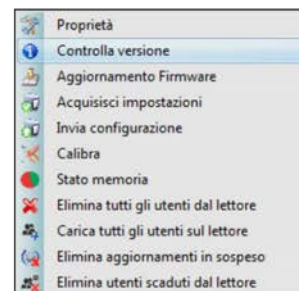 Proprietà
Controlla versione
Aggiornamento Firmware
Acquisisci impostazioni
Invia configurazione
Calibra
Stato memoria
Elimina tutti gli utenti dal lettore
Carica tutti gli utenti sul lettore
Elimina aggiornamenti in sospeso
Elimina utenti scaduti dal lettore